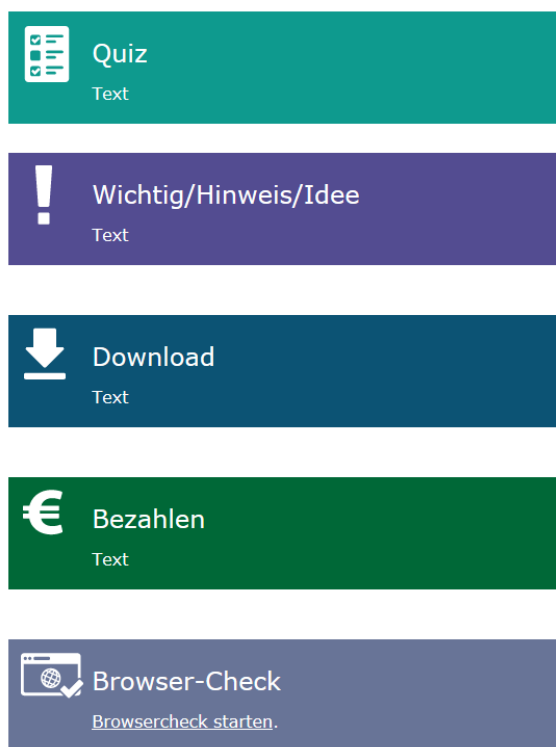 Quiz
Text
Wichtig/Hinweis/Idee
Text
Download
Text
Bezahlen
Text
Browser-Check
Browsercheck starten.